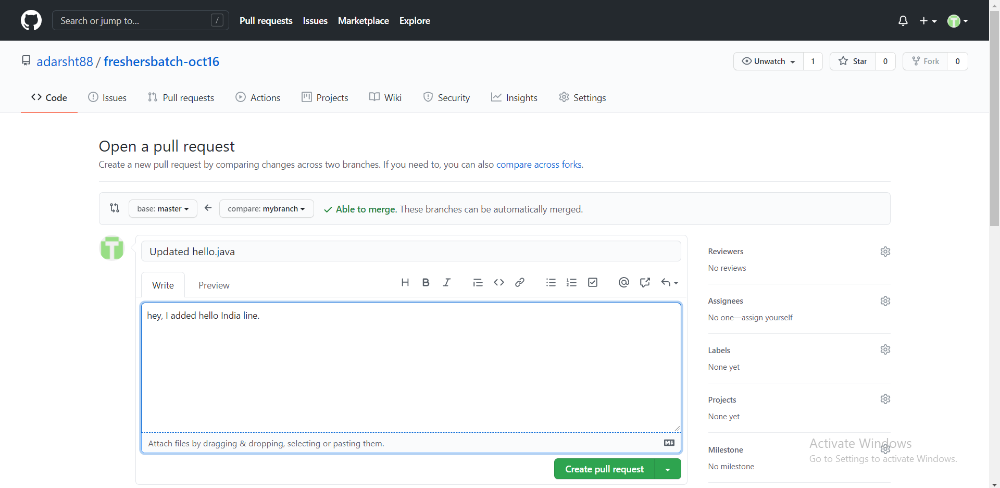 Search or jump to... /
Pull requests Issues Marketplace Explore
adarsht88 / freshersbatch-oct16
Unwatch 1 Star 0 Fork 0
Code Issues Pull requests Actions Projects Wiki Security Insights Settings
Open a pull request
Create a new pull request by comparing changes across two branches. If you need to, you can also compare across forks.
base: master compare: mybranch Able to merge. These branches can be automatically merged.
Updated hello.java
Write Preview
hey, I added hello India line.
Attach files by dragging & dropping, selecting or pasting them.
Create pull request
Reviewers
No reviews
Assignees
No one—assign yourself
Labels
None yet
Projects
None yet
Milestone
No milestone
Activate Windows
Go to Settings to activate Windows.